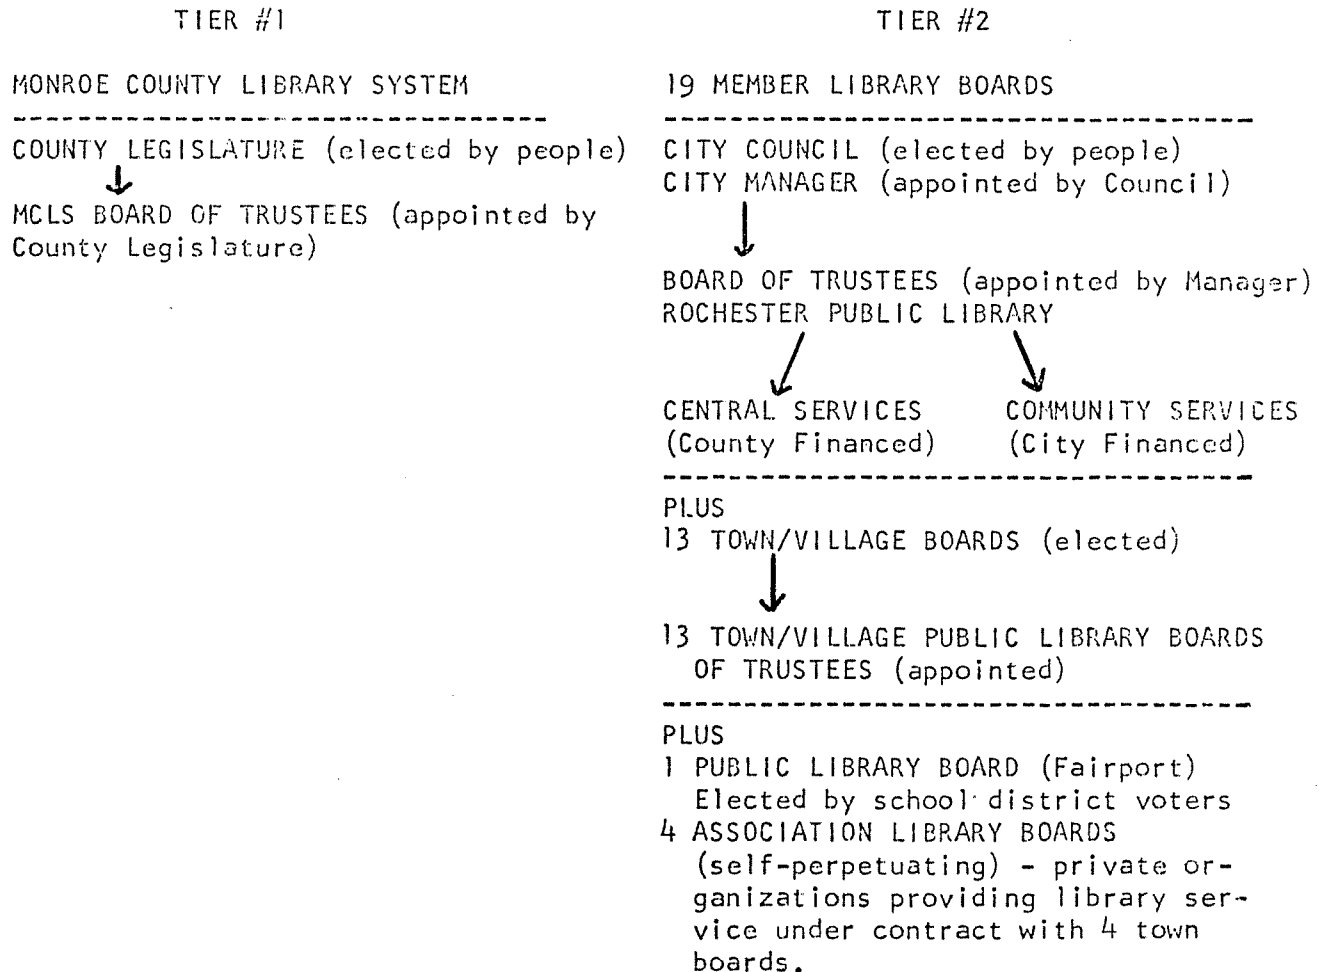 TIER #1
MONROE COUNTY LIBRARY SYSTEM
COUNTY LEGISLATURE (elected by people)
MCLS BOARD OF TRUSTEES (appointed by
County Legislature)
TIER #2
19 MEMBER LIBRARY BOARDS
CITY COUNCIL (elected by people)
CITY MANAGER (appointed by Council)
BOARD OF TRUSTEES (appointed by Manager)
ROCHESTER PUBLIC LIBRARY
CENTRAL SERVICES
(County Financed)
COMMUNITY SERVICES
(City Financed)
PLUS
13 TOWN/VILLAGE BOARDS (elected)
13 TOWN/VILLAGE PUBLIC LIBRARY BOARDS
OF TRUSTEES (appointed)
PLUS
1 PUBLIC LIBRARY BOARD (Fairport)
Elected by school district voters
4 ASSOCIATION LIBRARY BOARDS
(self-perpetuating) - private or-
ganizations providing library ser-
vice under contract with 4 town
boards.